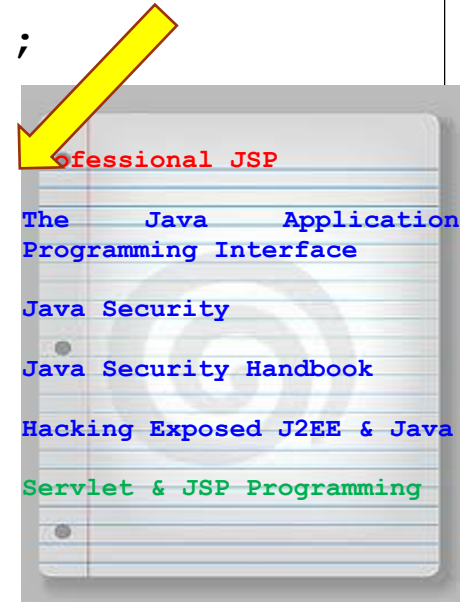 ;
ofessional JSP
The Java Application
Programming Interface
Java Security
Java Security Handbook
Hacking Exposed J2EE & Java
Servlet & JSP Programming